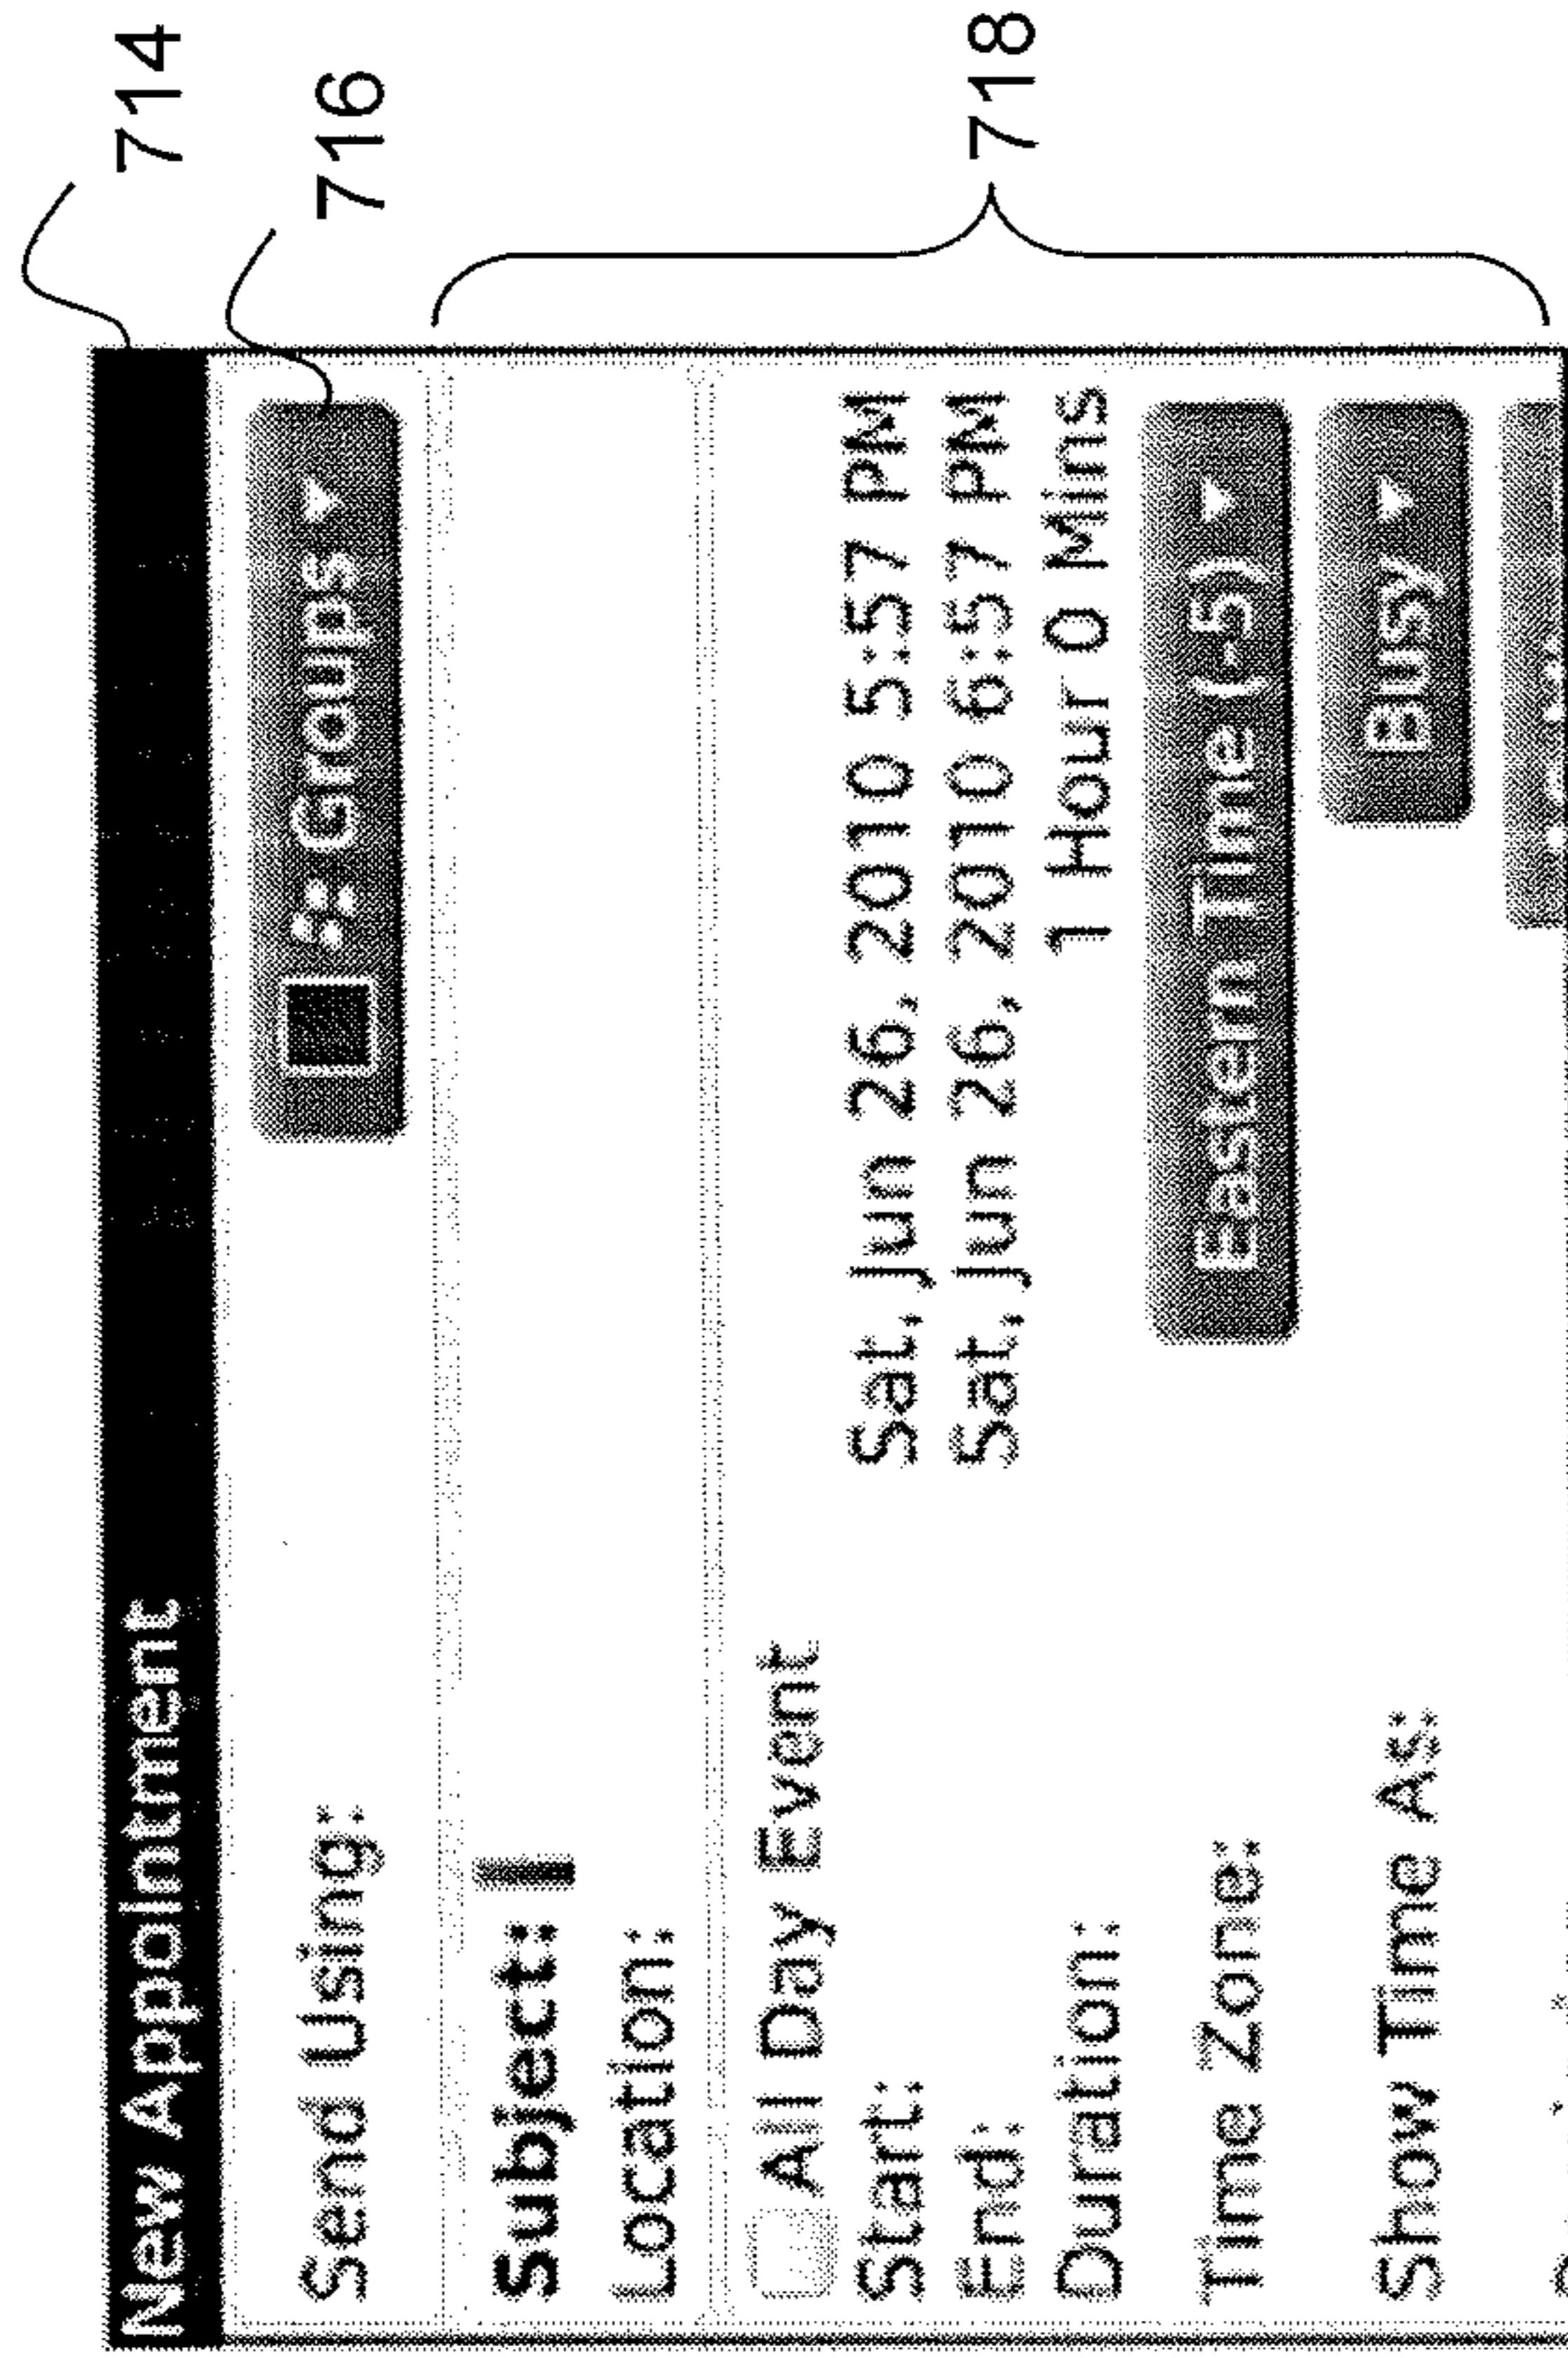 New Appointment
714
Send Using: Groups
716
Subject:
Location:
718
All Day Event
Start: Sat, Jun 26, 2010 5:57 PM
End: Sat, Jun 26, 2010 6:57 PM
Duration: 1 Hour 0 Mins
Time Zone: Eastern Time (-5)
Show Time As: Busy